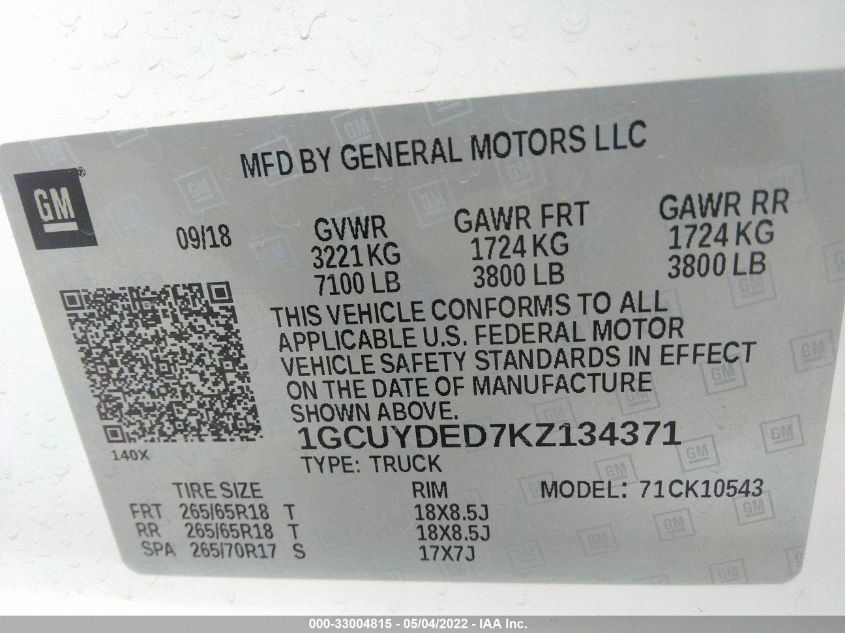 MFD BY GENERAL MOTORS LLC
GM
®
09/18
GVWR GAWR FRT GAWR RR
3221 KG 1724 KG 1724 KG
7100 LB 3800 LB 3800 LB
THIS VEHICLE CONFORMS TO ALL
APPLICABLE U.S. FEDERAL MOTOR
VEHICLE SAFETY STANDARDS IN EFFECT
ON THE DATE OF MANUFACTURE
SHOWN ABOVE.
1GCUYDED7KZ134371
140X
TYPE: TRUCK
TIRE SIZE RIM MODEL: 71CK10543
FRT 265/65R18 T 18X8.5J
RR 265/65R18 T 18X8.5J
SPA 265/70R17 S 17X7J
000-33004815 - 05/04/2022 - IAA Inc.